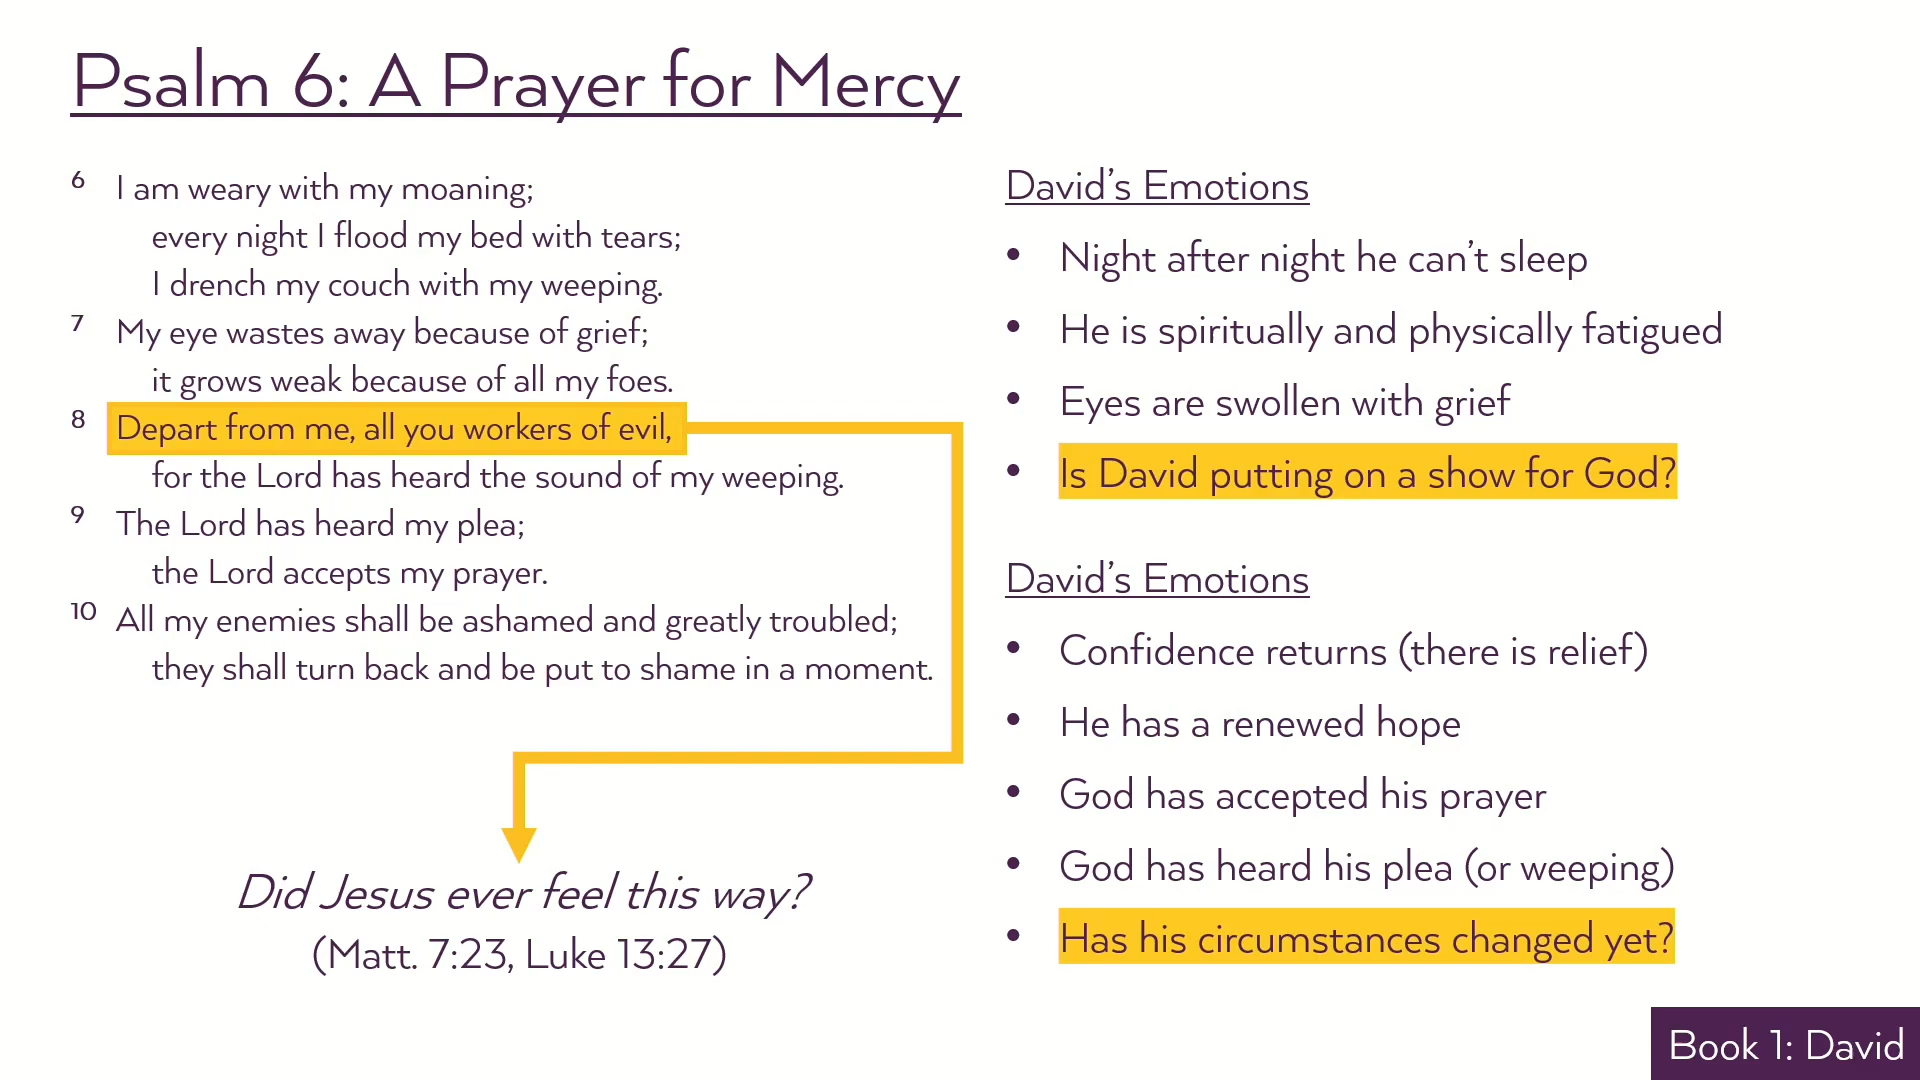 Psalm 6: A Prayer for Mercy
6 I am weary with my moaning;
every night I flood my bed with tears;
I drench my couch with my weeping.
7 My eye wastes away because of grief;
it grows weak because of all my foes.
8 Depart from me, all you workers of evil,
for the Lord has heard the sound of my weeping.
9 The Lord has heard my plea;
the Lord accepts my prayer.
10 All my enemies shall be ashamed and greatly troubled;
they shall turn back and be put to shame in a moment.
Did Jesus ever feel this way?
(Matt. 7:23, Luke 13:27)
David’s Emotions
• Night after night he can’t sleep
• He is spiritually and physically fatigued
• Eyes are swollen with grief
• Is David putting on a show for God?
David’s Emotions
• Confidence returns (there is relief)
• He has a renewed hope
• God has accepted his prayer
• God has heard his plea (or weeping)
• Has his circumstances changed yet?
Book 1: David